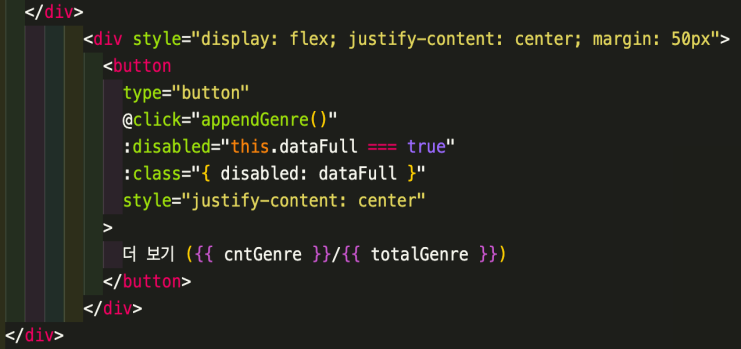 </div>
<div style="display: flex; justify-content: center; margin: 50px">
<button
type="button"
@click="appendGenre()"
:disabled="this.dataFull === true"
:class="{ disabled: dataFull }"
style="justify-content: center"
>
더 보기 ({{ cntGenre }}/{{ totalGenre }})
</button>
</div>
</div>